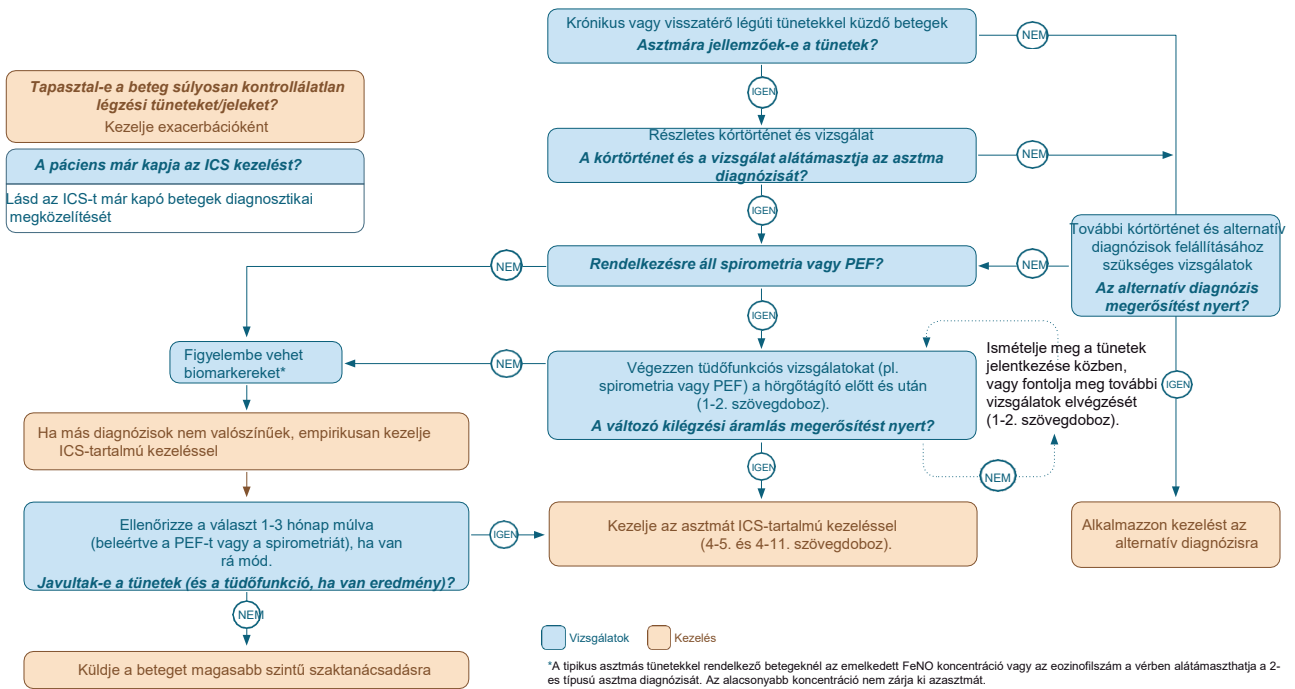 Krónikus vagy visszatérő légúti tünetekkel küzdő betegek
Asztmára jellemzőek-e a tünetek?
NEM
IGEN
Tapasztal-e a beteg súlyosan kontrollálatlan
légzési tüneteket/jeleket?
Kezelje exacerbációként
A páciens már kapja az ICS kezelést?
Lásd az ICS-t már kapó betegek diagnosztikai
megközelítését
Részletes kórtörténet és vizsgálat
A kórtörténet és a vizsgálat alátámasztja az asztma
diagnózisát?
NEM
IGEN
További kórtörténet és alternatív
diagnózisok felállításához
szükséges vizsgálatok
Az alternatív diagnózis
megerősítést nyert?
NEM
Rendelkezésre áll spirometria vagy PEF?
NEM
IGEN
Figyelembe vehet
biomarkereket*
NEM
Végezzen tüdőfunkciós vizsgálatokat (pl.
spirometria vagy PEF) a hörgőtágító előtt és után
(1-2. szövegdoboz).
A változó kilégzési áramlás megerősítést nyert?
Ismételje meg a tünetek
jelentkezése közben,
vagy fontolja meg további
vizsgálatok elvégzését
(1-2. szövegdoboz).
IGEN
NEM
IGEN
Ha más diagnózisok nem valószínűek, empirikusan kezelje
ICS-tartalmú kezeléssel
Ellenőrizze a választ 1-3 hónap múlva
(beleértve a PEF-t vagy a spirometriát), ha van
rá mód.
Javultak-e a tünetek (és a tüdőfunkció, ha van eredmény)?
IGEN
Kezelje az asztmát ICS-tartalmú kezeléssel
(4-5. és 4-11. szövegdoboz).
Alkalmazzon kezelést az
alternatív diagnózisra
NEM
Küldje a beteget magasabb szintű szaktanácsadásra
Vizsgálatok
Kezelés
*A tipikus asztmás tünetekkel rendelkező betegeknél az emelkedett FeNO koncentráció vagy az eozinofilszám a vérben alátámaszthatja a 2-
es típusú asztma diagnózisát. Az alacsonyabb koncentráció nem zárja ki azasztmát.